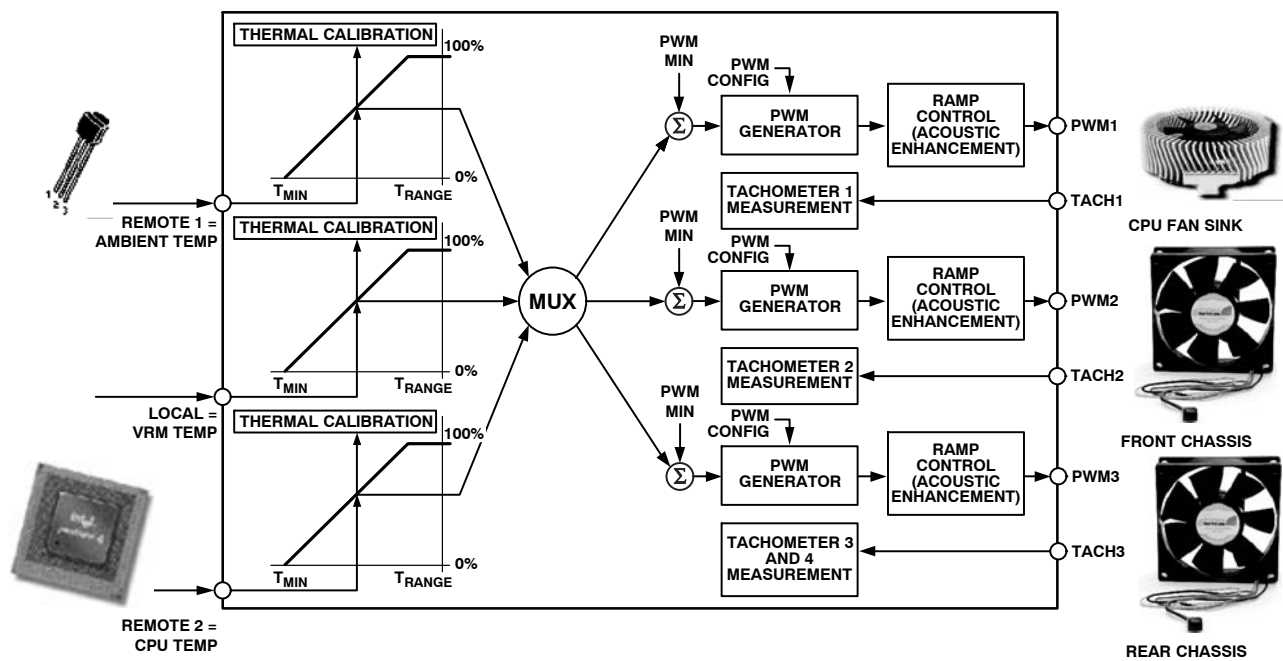 THERMAL CALIBRATION
100%
0%
T_MIN
T_RANGE
REMOTE 1 =
AMBIENT TEMP
1
2
3
THERMAL CALIBRATION
100%
0%
T_MIN
T_RANGE
LOCAL =
VRM TEMP
THERMAL CALIBRATION
100%
0%
T_MIN
T_RANGE
REMOTE 2 =
CPU TEMP
intel
MUX
PWM
MIN
Σ
PWM
CONFIG
PWM
GENERATOR
RAMP
CONTROL
(ACOUSTIC
ENHANCEMENT)
PWM1
TACHOMETER 1
MEASUREMENT
TACH1
CPU FAN SINK
PWM
MIN
Σ
PWM
CONFIG
PWM
GENERATOR
RAMP
CONTROL
(ACOUSTIC
ENHANCEMENT)
PWM2
TACHOMETER 2
MEASUREMENT
TACH2
FRONT CHASSIS
PWM
MIN
Σ
PWM
CONFIG
PWM
GENERATOR
RAMP
CONTROL
(ACOUSTIC
ENHANCEMENT)
PWM3
TACHOMETER 3
AND 4
MEASUREMENT
TACH3
REAR CHASSIS